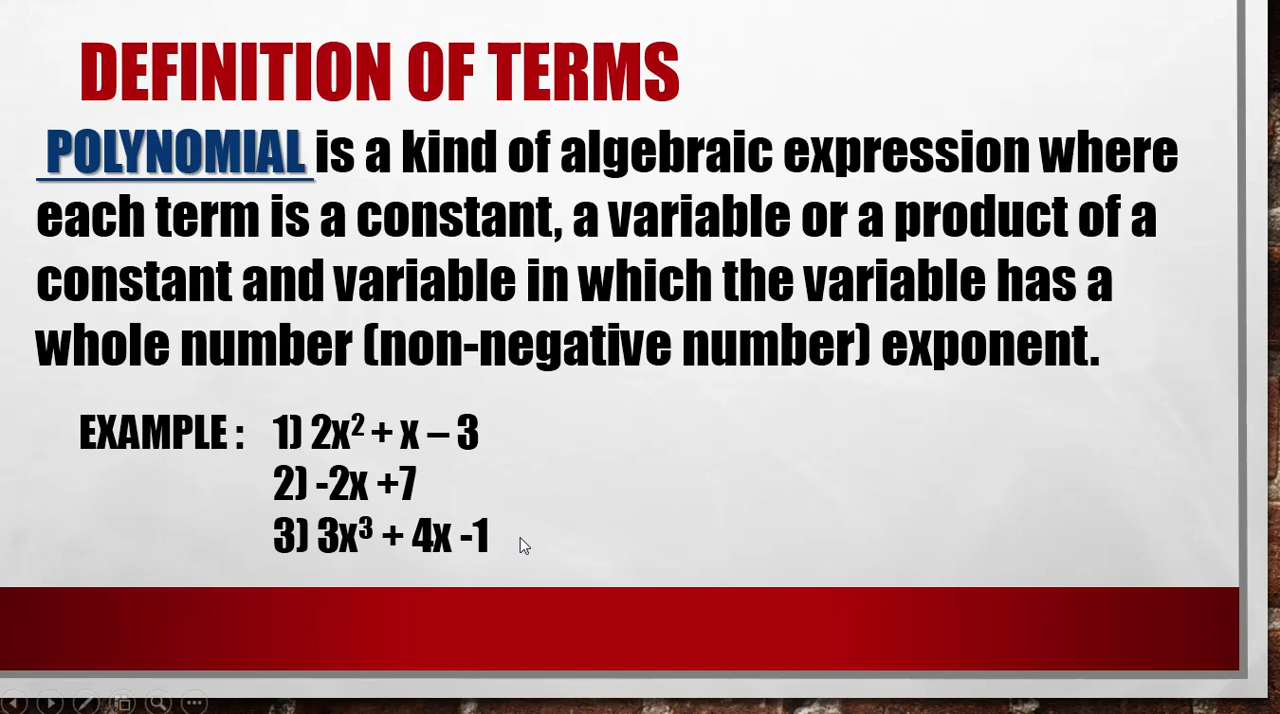 DEFINITION OF TERMS
POLYNOMIAL is a kind of algebraic expression where
each term is a constant, a variable or a product of a
constant and variable in which the variable has a
whole number (non-negative number) exponent.
EXAMPLE : 1) 2x² + x – 3
2) -2x +7
3) 3x³ + 4x -1